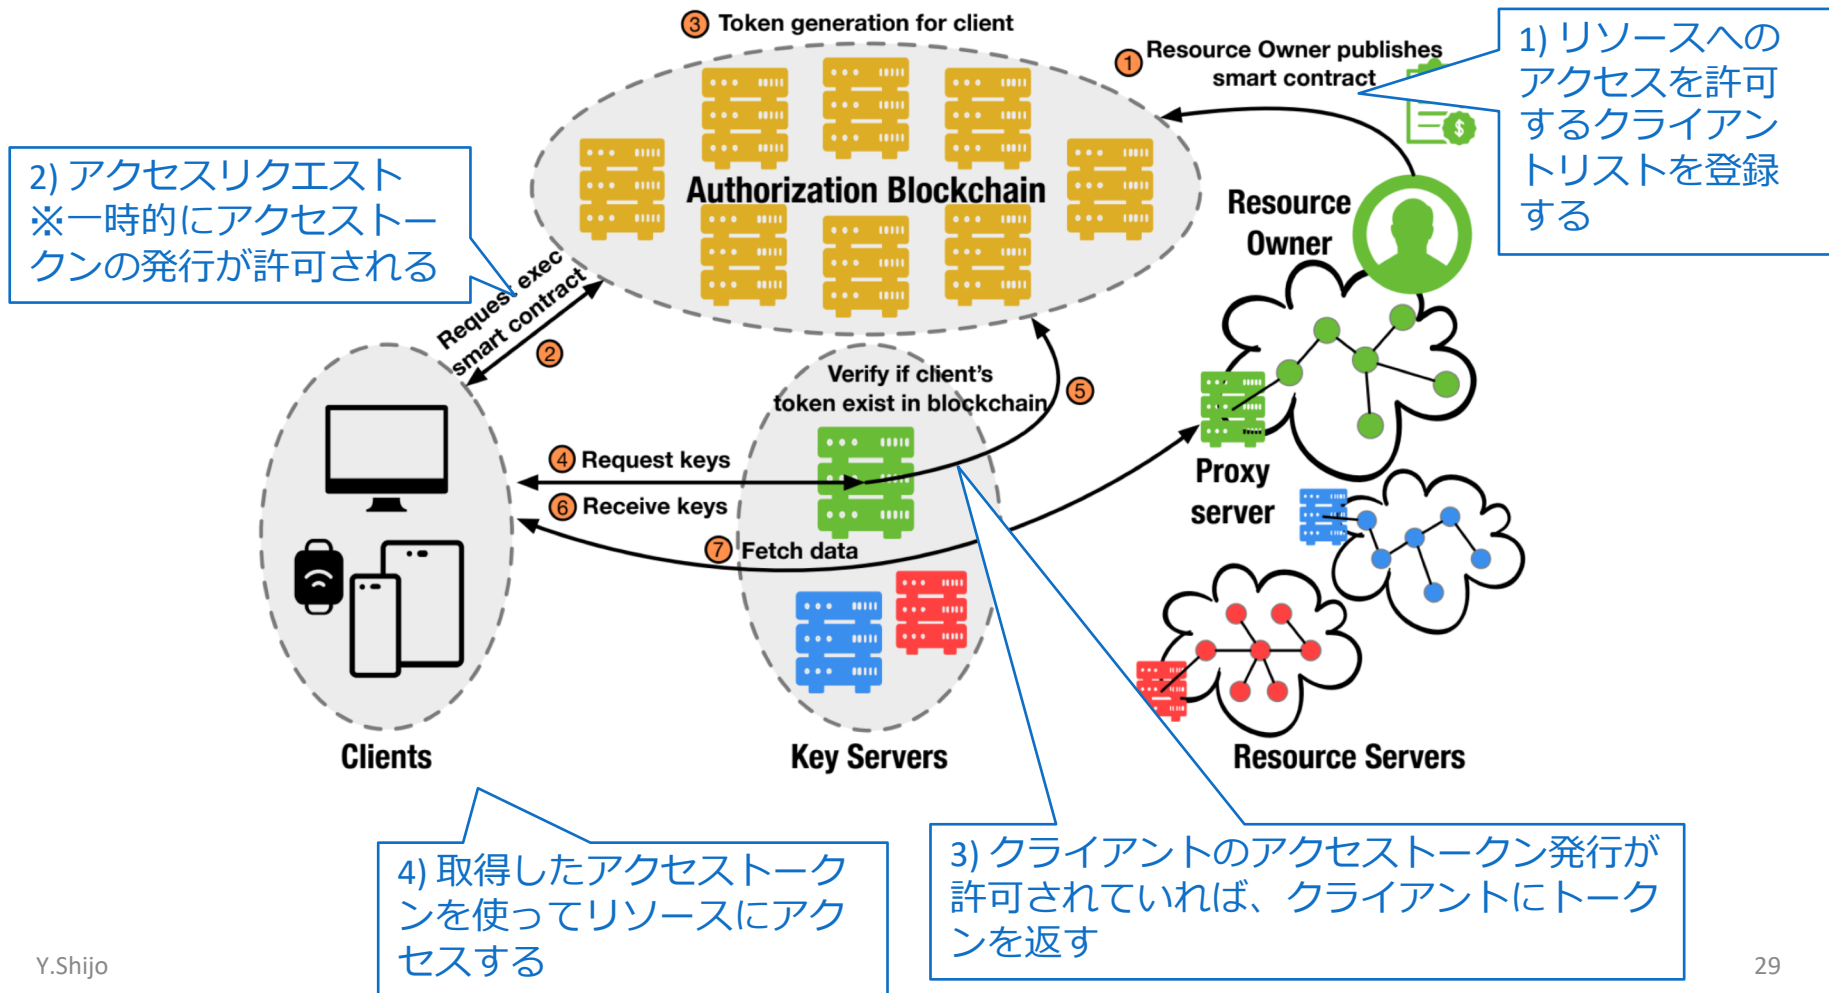 ③ Token generation for client
① Resource Owner publishes
smart contract
$
1) リソースへの
アクセスを許可
するクライアン
トリストを登録
する
2) アクセスリクエスト
※一時的にアクセストー
クンの発行が許可される
Authorization Blockchain
Resource
Owner
Request exec
smart contract
②
Verify if client's
token exist in blockchain
⑤
④ Request keys
⑥ Receive keys
⑦ Fetch data
Proxy
server
Clients
Key Servers
Resource Servers
4) 取得したアクセストーク
ンを使ってリソースにアク
セスする
3) クライアントのアクセストークン発行が
許可されていれば、クライアントにトーク
ンを返す
Y.Shijo
29